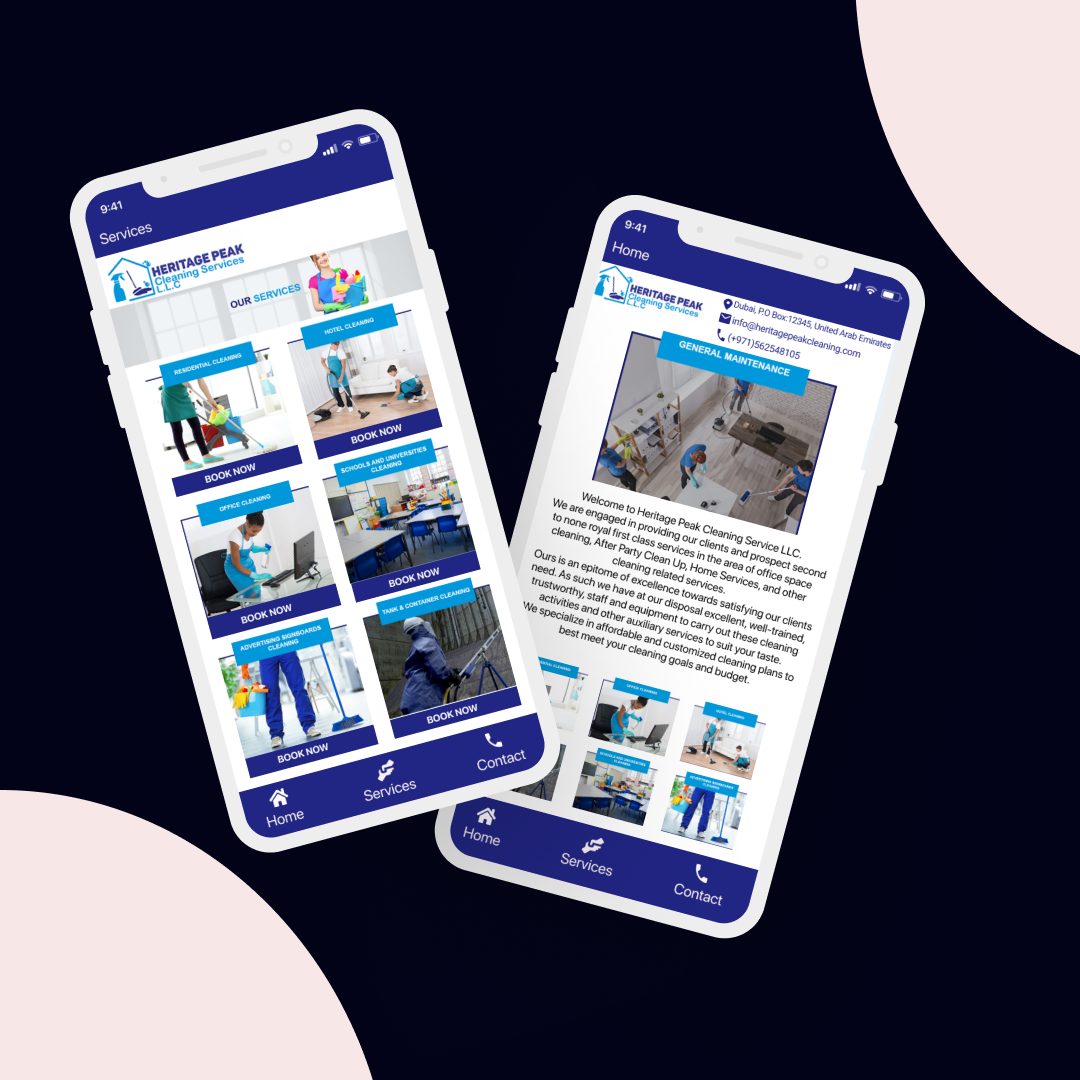 9:41
Services
HERITAGE PEAK
Cleaning Services
L.L.C
OUR SERVICES
RESIDENTIAL CLEANING
BOOK NOW
HOTEL CLEANING
BOOK NOW
OFFICE CLEANING
BOOK NOW
SCHOOLS AND UNIVERSITIES
CLEANING
BOOK NOW
ADVERTISING SIGNBOARDS
CLEANING
BOOK NOW
TANK & CONTAINER CLEANING
BOOK NOW
Home
Services
Contact
9:41
Home
HERITAGE PEAK
Cleaning Services
L.L.C
Dubai, P.O Box:12345, United Arab Emirates
info@heritagepeakcleaning.com
(+971)562548105
GENERAL MAINTENANCE
Welcome to Heritage Peak Cleaning Service LLC.
We are engaged in providing our clients and prospect second
to none royal first class services in the area of office space
cleaning, After Party Clean Up, Home Services, and other
cleaning related services.
Ours is an epitome of excellence towards satisfying our clients
need. As such we have at our disposal excellent, well-trained,
trustworthy, staff and equipment to carry out these cleaning
activities and other auxiliary services to suit your taste.
We specialize in affordable and customized cleaning plans to
best meet your cleaning goals and budget.
CLEANING
OFFICE CLEANING
HOTEL CLEANING
SCHOOLS AND UNIVERSITIES
CLEANING
ADVERTISING SIGNBOARDS
CLEANING
Home
Services
Contact